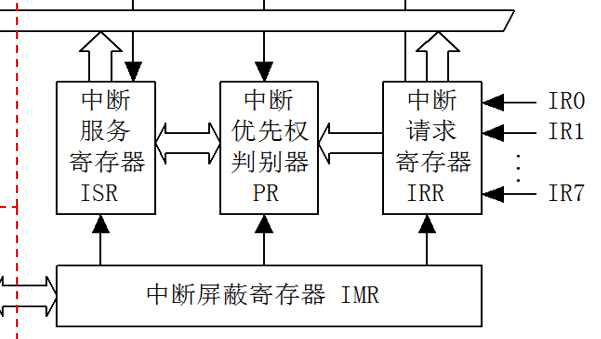 中断
服务
寄存器
ISR
中断
优先权
判别器
PR
中断
请求
寄存器
IRR
IR0
IR1
IR7
中断屏蔽寄存器 IMR